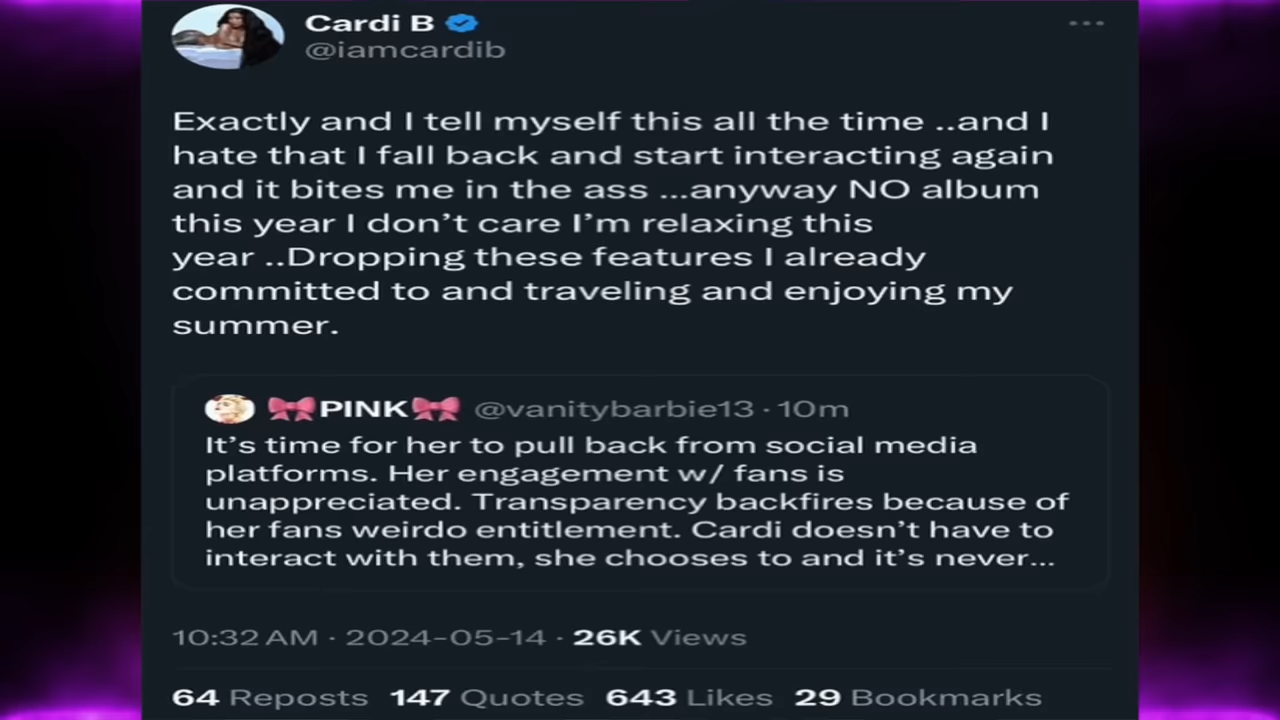 Cardi B
@iamcardib
Exactly and I tell myself this all the time ..and I
hate that I fall back and start interacting again
and it bites me in the ass ...anyway NO album
this year I don’t care I’m relaxing this
year ..Dropping these features I already
committed to and traveling and enjoying my
summer.
🎀PINK🎀 @vanitybarbie13 · 10m
It’s time for her to pull back from social media
platforms. Her engagement w/ fans is
unappreciated. Transparency backfires because of
her fans weirdo entitlement. Cardi doesn’t have to
interact with them, she chooses to and it’s never...
10:32 AM · 2024-05-14 · 26K Views
64 Reposts 147 Quotes 643 Likes 29 Bookmarks